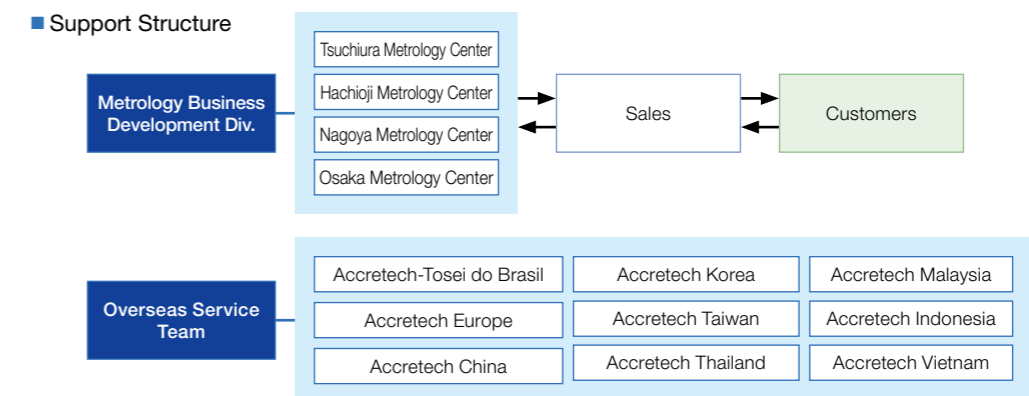 Support Structure
Metrology Business
Development Div.
Tsuchiura Metrology Center
Hachioji Metrology Center
Nagoya Metrology Center
Osaka Metrology Center
Sales
Customers
Overseas Service
Team
Accretech-Tosei do Brasil
Accretech Korea
Accretech Malaysia
Accretech Europe
Accretech Taiwan
Accretech Indonesia
Accretech China
Accretech Thailand
Accretech Vietnam